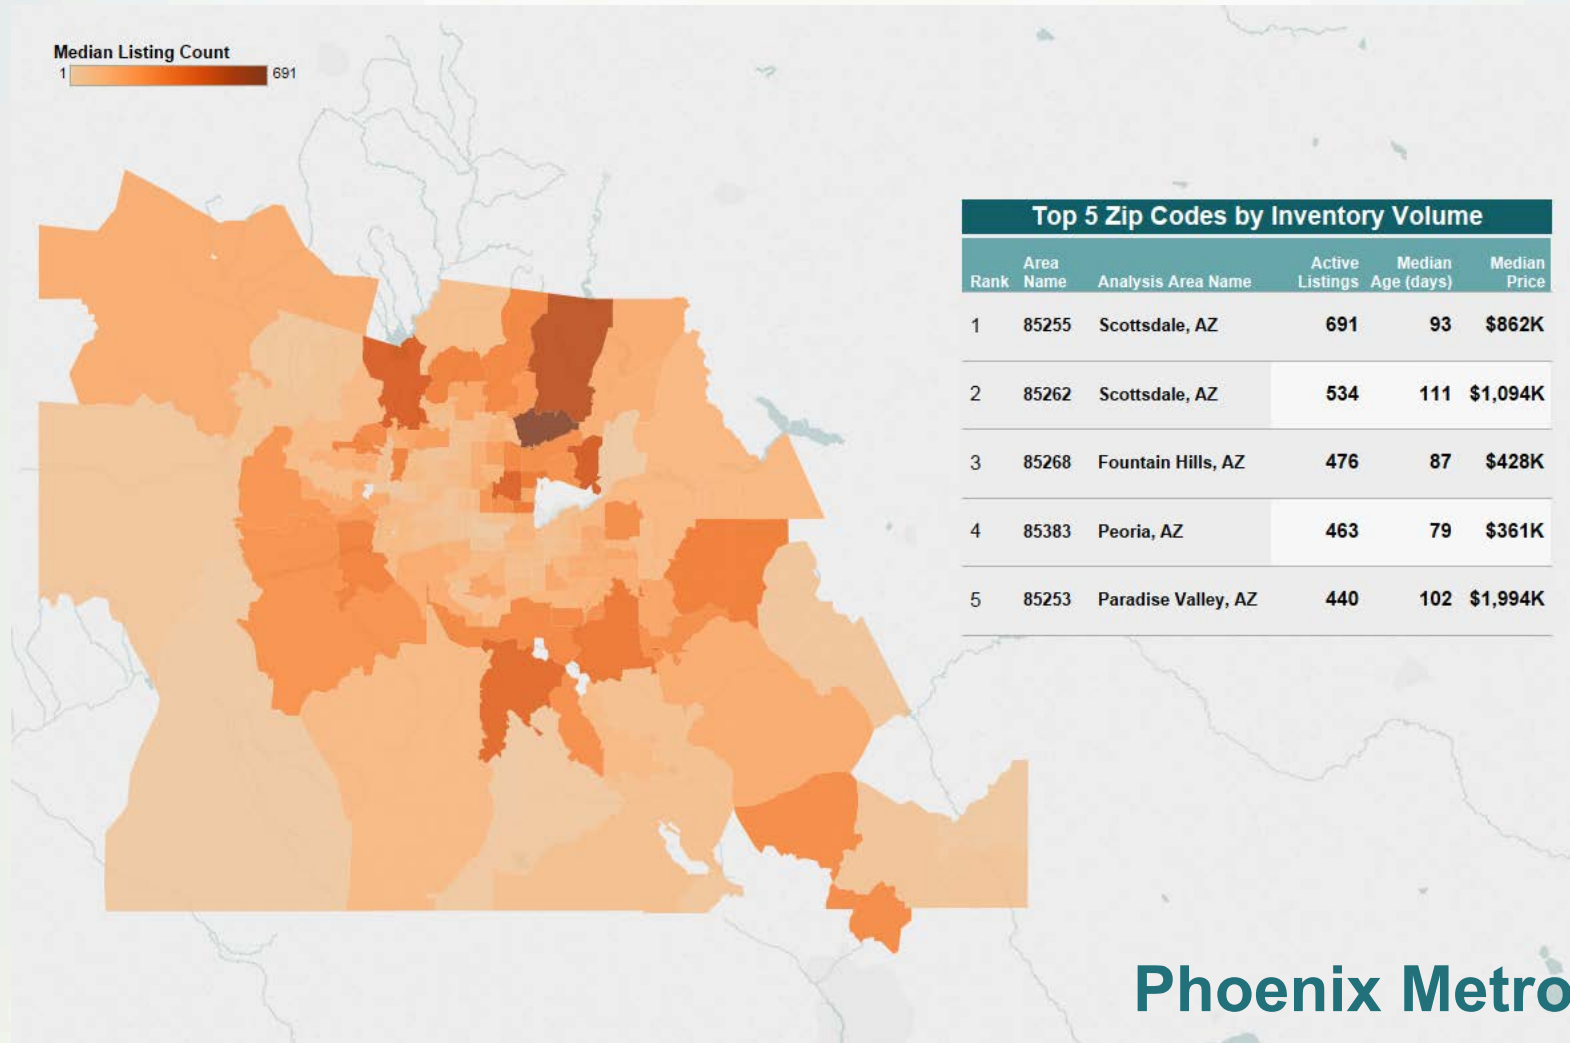 Median Listing Count
1 691
Top 5 Zip Codes by Inventory Volume
Rank Area Name Analysis Area Name Active Listings Median Age (days) Median Price
1 85255 Scottsdale, AZ 691 93 $862K
2 85262 Scottsdale, AZ 534 111 $1,094K
3 85268 Fountain Hills, AZ 476 87 $428K
4 85383 Peoria, AZ 463 79 $361K
5 85253 Paradise Valley, AZ 440 102 $1,994K
Phoenix Metro